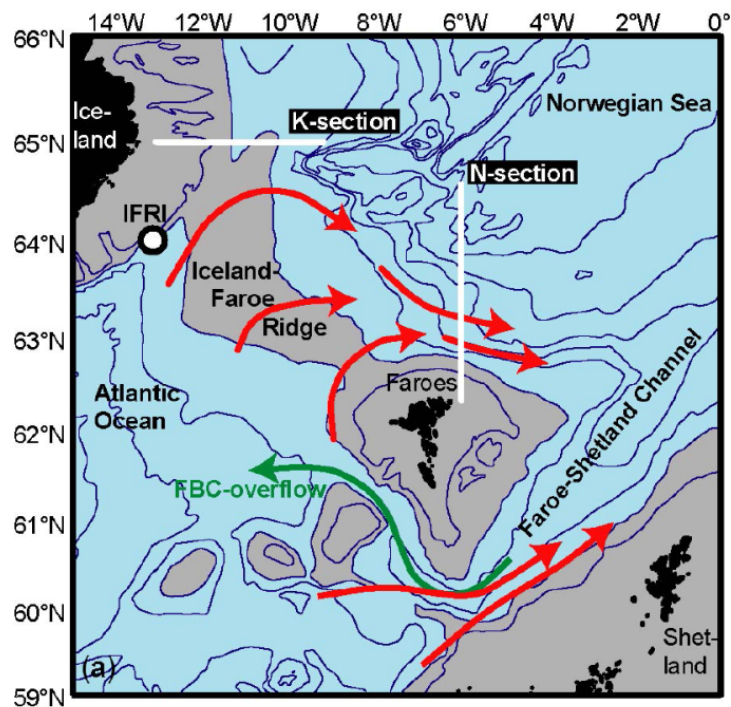 14°W 12°W 10°W 8°W 6°W 4°W 2°W 0°
66°N
Ice-
land
K-section
Norwegian Sea
65°N
N-section
IFRI
64°N
Iceland-
Faroe
Ridge
63°N
Faroes
Atlantic
Ocean
62°N
Faroe-Shetland Channel
FBC-overflow
61°N
60°N
Shet-
land
(a)
59°N